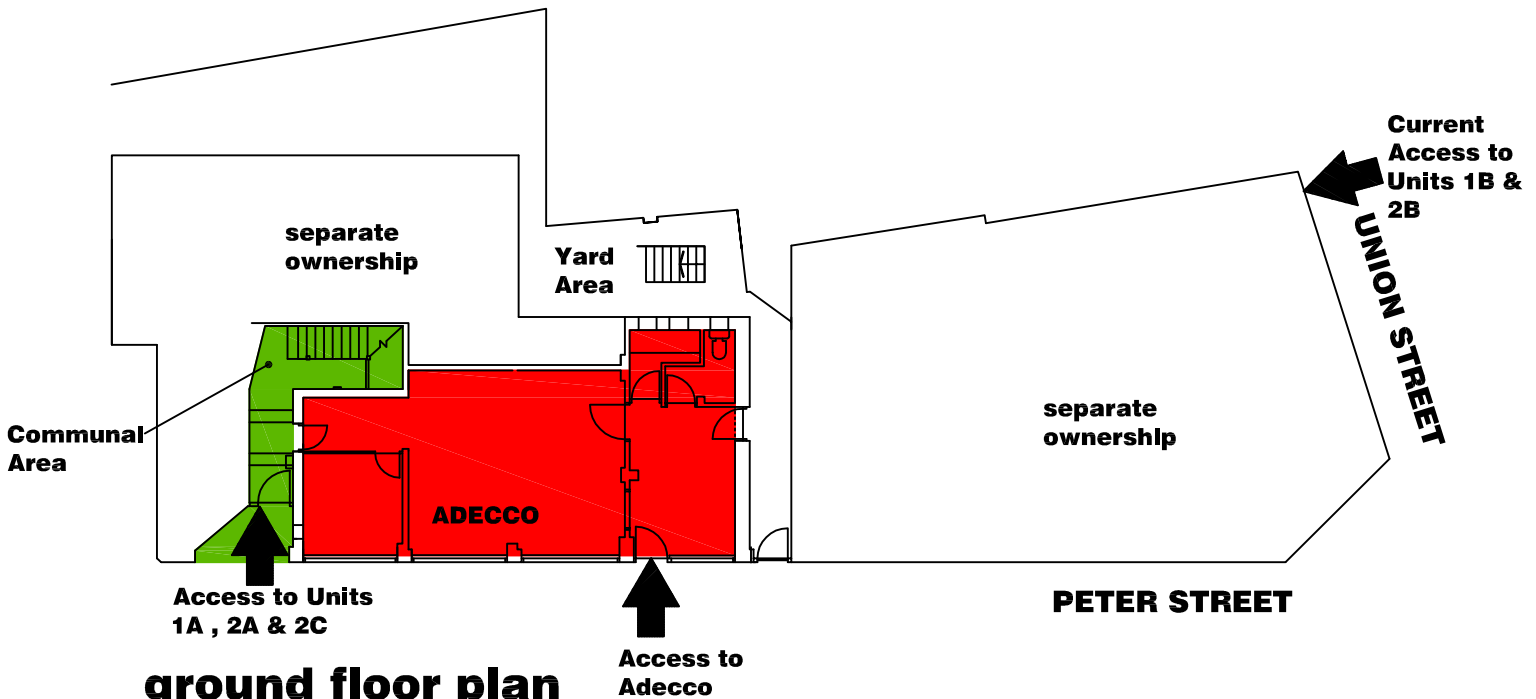 Current
Access to
Units 1B &
2B
UNION STREET
separate
ownership
Yard
Area
separate
ownership
Communal
Area
ADECCO
Access to Units
1A , 2A & 2C
PETER STREET
Access to
Adecco
ground floor plan